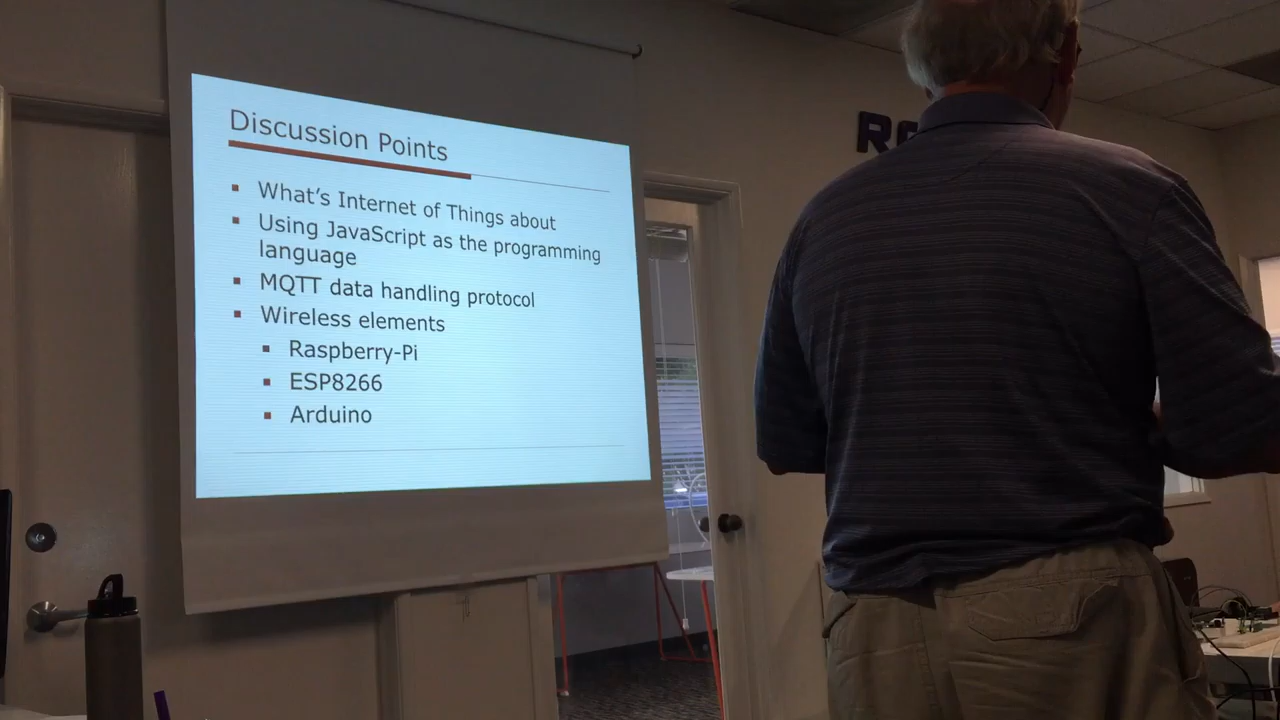 Discussion Points
What's Internet of Things about
Using JavaScript as the programming
language
MQTT data handling protocol
Wireless elements
Raspberry-Pi
ESP8266
Arduino